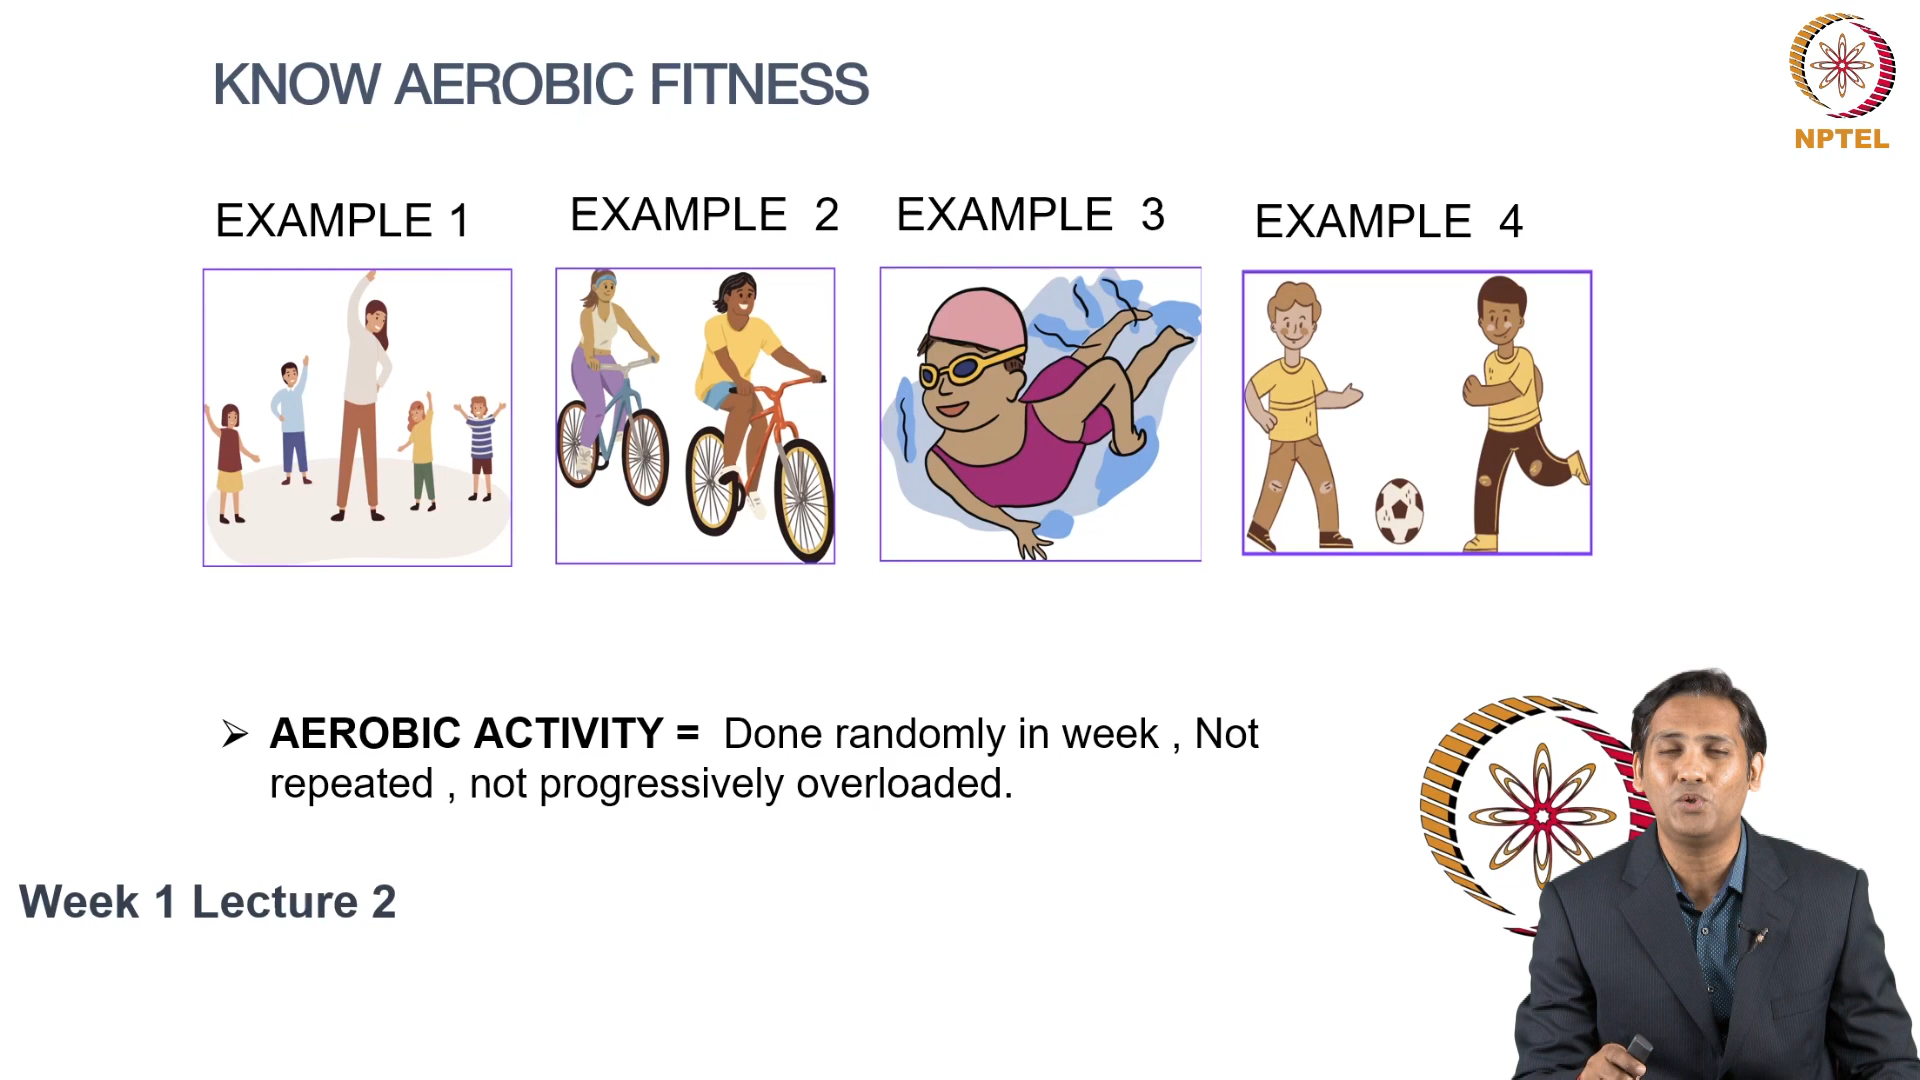 KNOW AEROBIC FITNESS
NPTEL
EXAMPLE 1
EXAMPLE 2
EXAMPLE 3
EXAMPLE 4
➢ AEROBIC ACTIVITY = Done randomly in week , Not
repeated , not progressively overloaded.
Week 1 Lecture 2